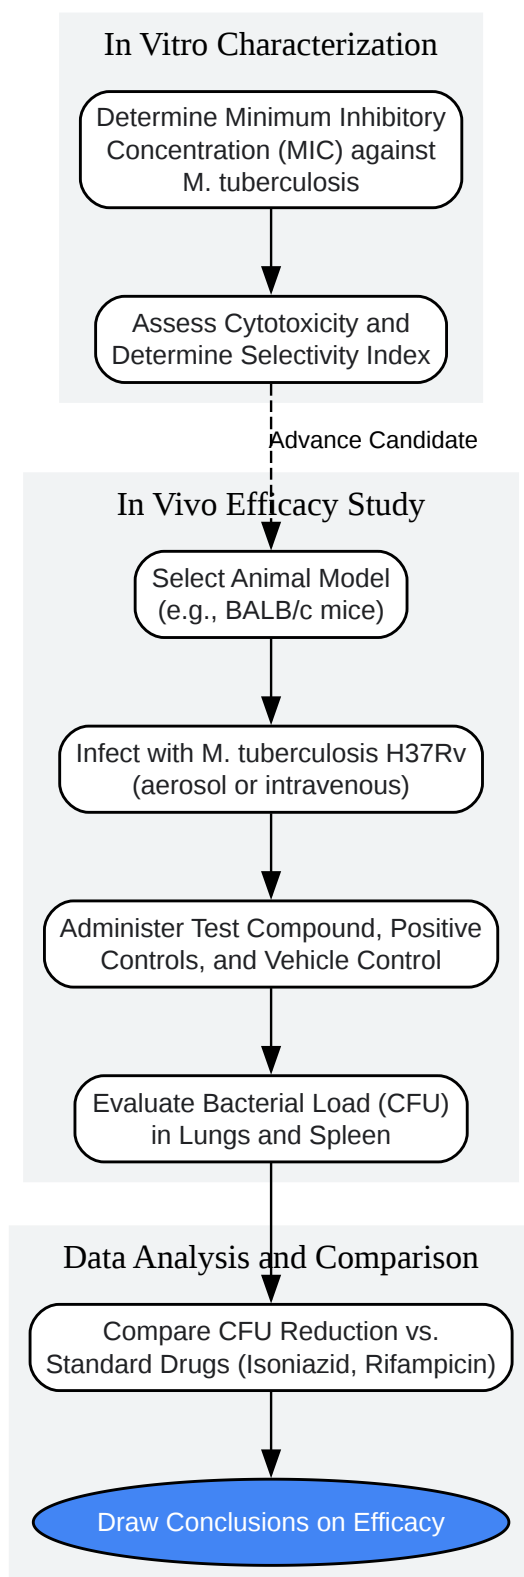 In Vitro Characterization
Determine Minimum Inhibitory
Concentration (MIC) against
M. tuberculosis
Assess Cytotoxicity and
Determine Selectivity Index
Advance Candidate
In Vivo Efficacy Study
Select Animal Model
(e.g., BALB/c mice)
Infect with M. tuberculosis H37Rv
(aerosol or intravenous)
Administer Test Compound, Positive
Controls, and Vehicle Control
Evaluate Bacterial Load (CFU)
in Lungs and Spleen
Data Analysis and Comparison
Compare CFU Reduction vs.
Standard Drugs (Isoniazid, Rifampicin)
Draw Conclusions on Efficacy